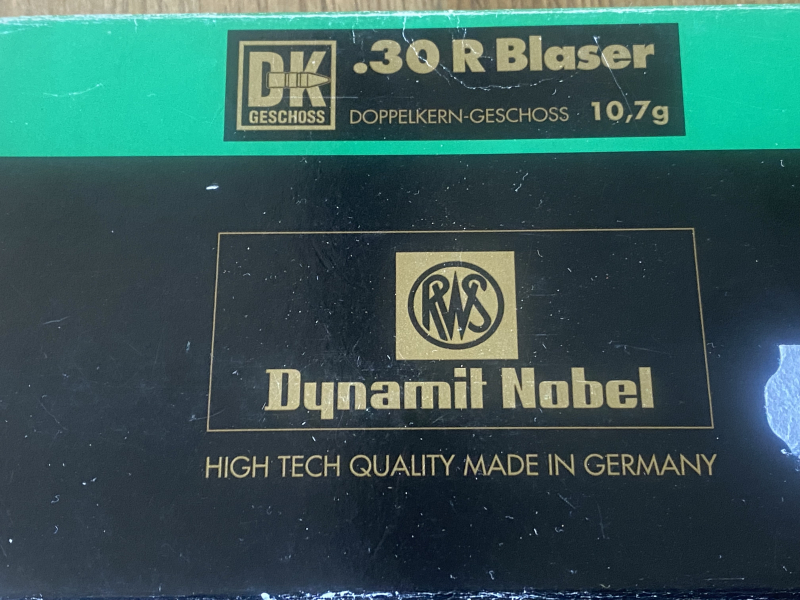 DK
GESCHOSS
.30 R Blaser
DOPPELKERN-GESCHOSS 10,7g
RWS
Dynamit Nobel
HIGH TECH QUALITY MADE IN GERMANY